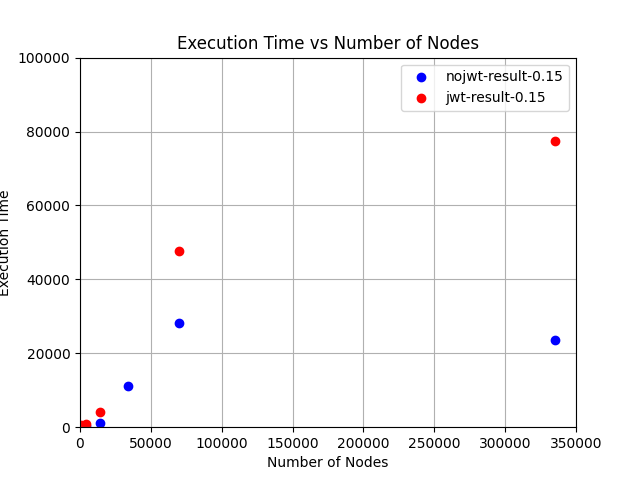 Execution Time vs Number of Nodes
nojwt-result-0.15
jwt-result-0.15
100000
80000
60000
40000
20000
0
Execution Time
0 50000 100000 150000 200000 250000 300000 350000
Number of Nodes